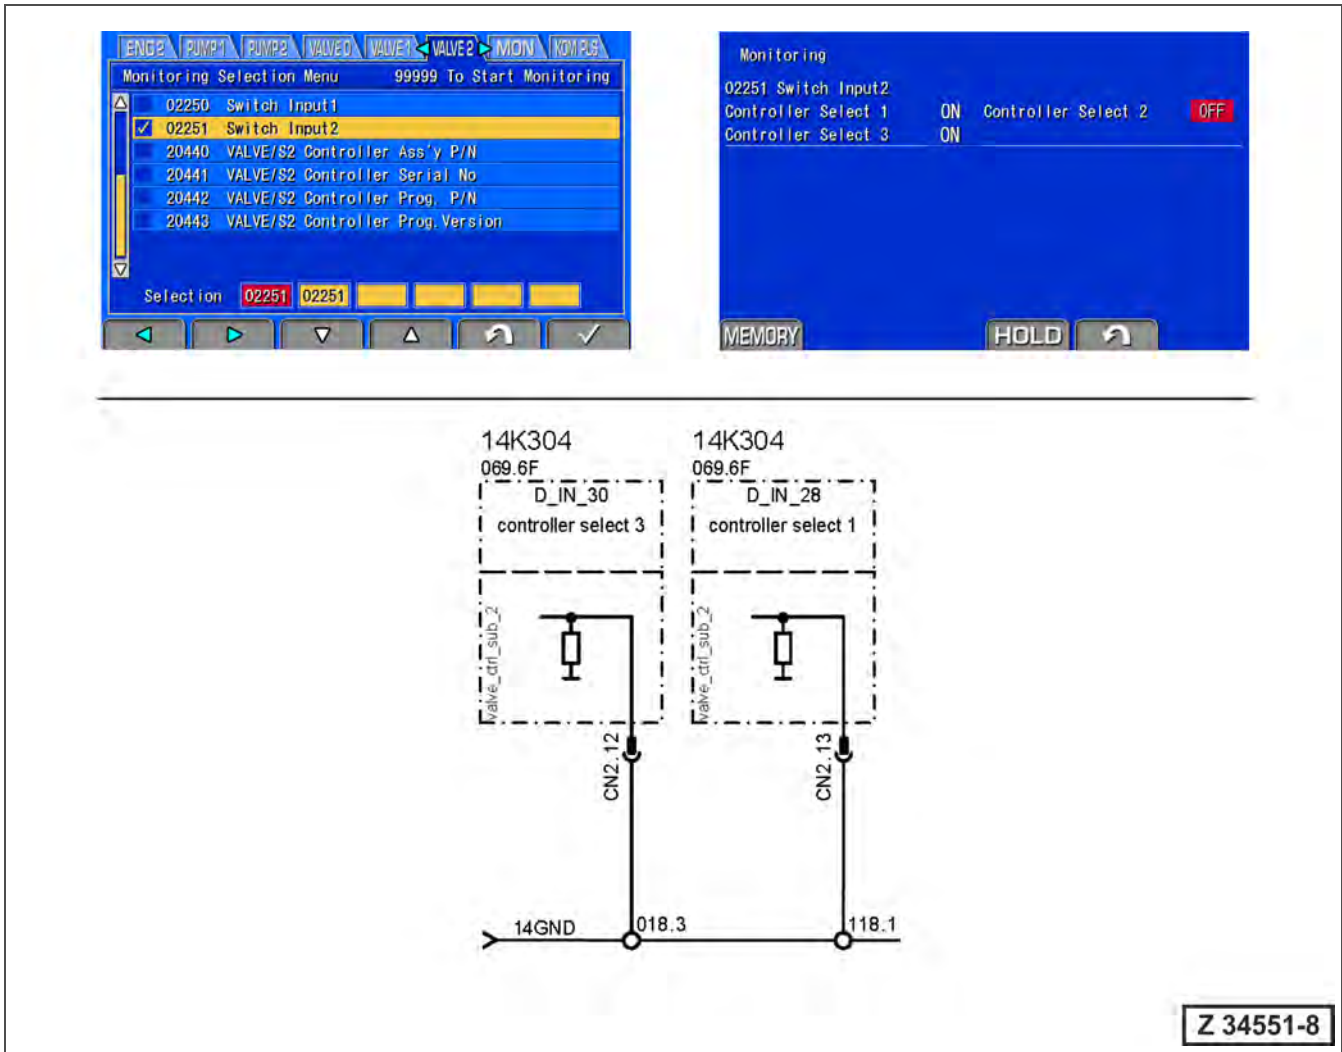 ENG2 PUMP1 PUMP2 VALVE0 VALVE1 VALVE2 MON KOMPLS
Monitoring Selection Menu 99999 To Start Monitoring
02250 Switch Input1
02251 Switch Input2
20440 VALVE/S2 Controller Ass'y P/N
20441 VALVE/S2 Controller Serial No
20442 VALVE/S2 Controller Prog. P/N
20443 VALVE/S2 Controller Prog.Version
Selection 02251 02251
Monitoring
02251 Switch Input2
Controller Select 1 ON Controller Select 2 OFF
Controller Select 3 ON
MEMORY HOLD
14K304 14K304
069.6F 069.6F
D_IN_30 D_IN_28
controller select 3 controller select 1
valve_ctrl_sub_2 valve_ctrl_sub_2
CN2.12 CN2.13
14GND 018.3 118.1
Z 34551-8